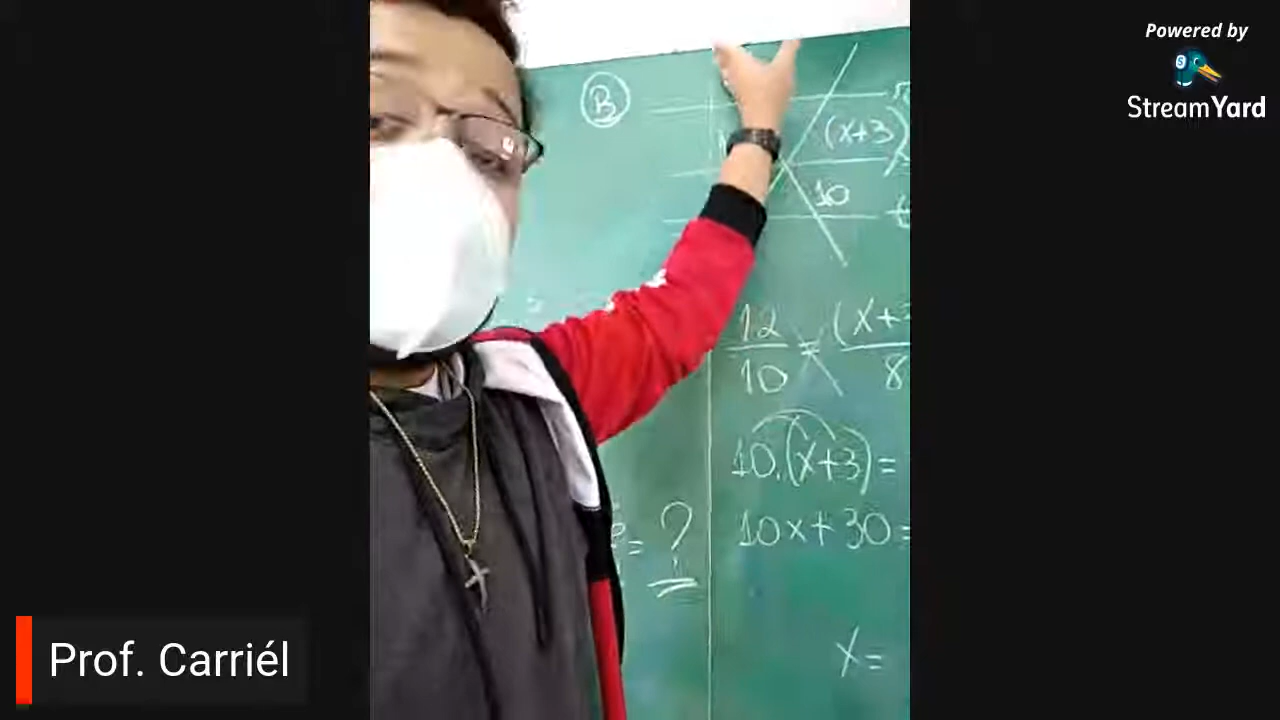 Powered by
StreamYard
B
(x+3)
10
12 = (x+
10 8
10.(x+3)=
10x+30=
= ?
x=
Prof. Carriél